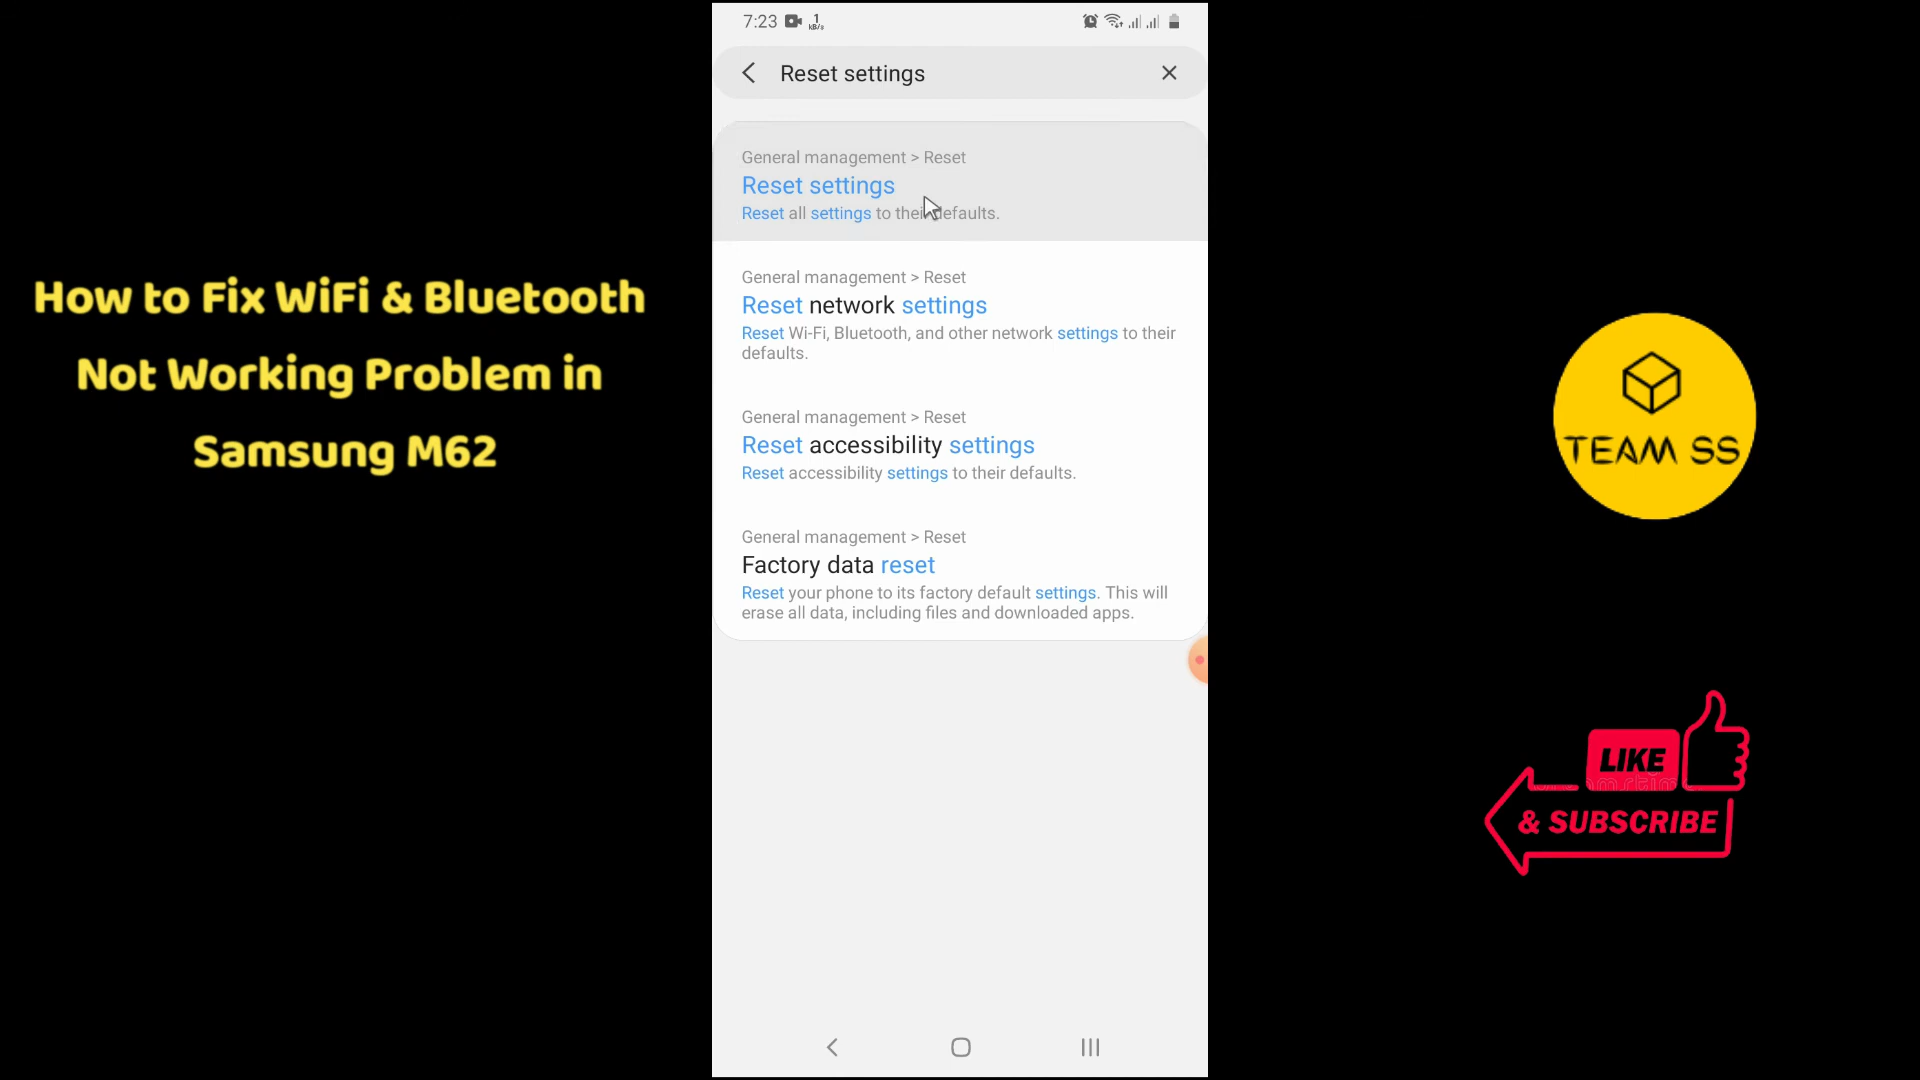 7:23 1 kB/s
Reset settings
General management > Reset
Reset settings
Reset all settings to their defaults.
General management > Reset
Reset network settings
Reset Wi-Fi, Bluetooth, and other network settings to their
defaults.
General management > Reset
Reset accessibility settings
Reset accessibility settings to their defaults.
General management > Reset
Factory data reset
Reset your phone to its factory default settings. This will
erase all data, including files and downloaded apps.
How to Fix WiFi & Bluetooth
Not Working Problem in
Samsung M62
TEAM SS
LIKE
& SUBSCRIBE